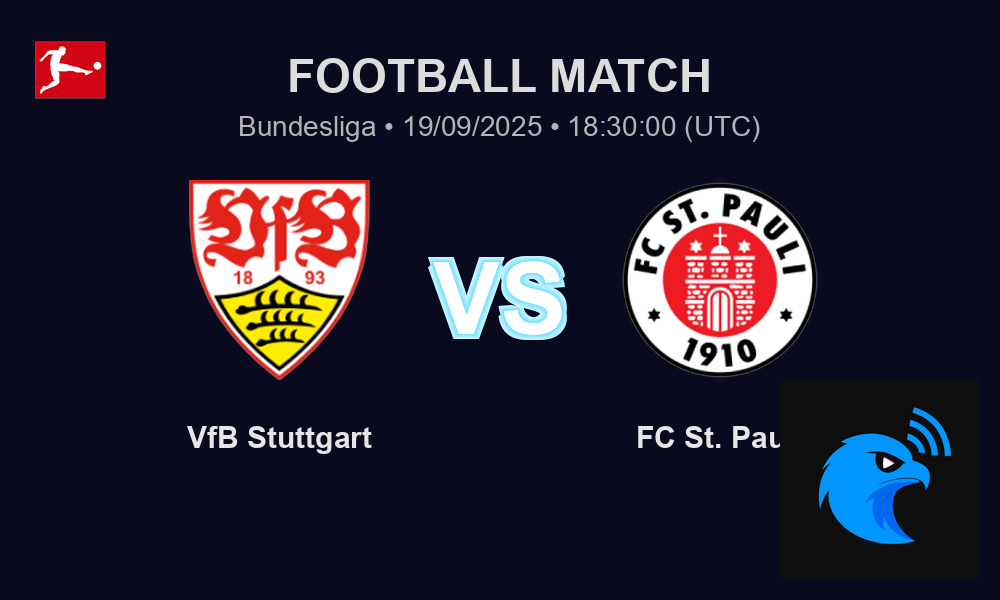 FOOTBALL MATCH
Bundesliga • 19/09/2025 • 18:30:00 (UTC)
VfB
18 93
FC ST. PAULI
1910
VS
VfB Stuttgart
FC St. Pau